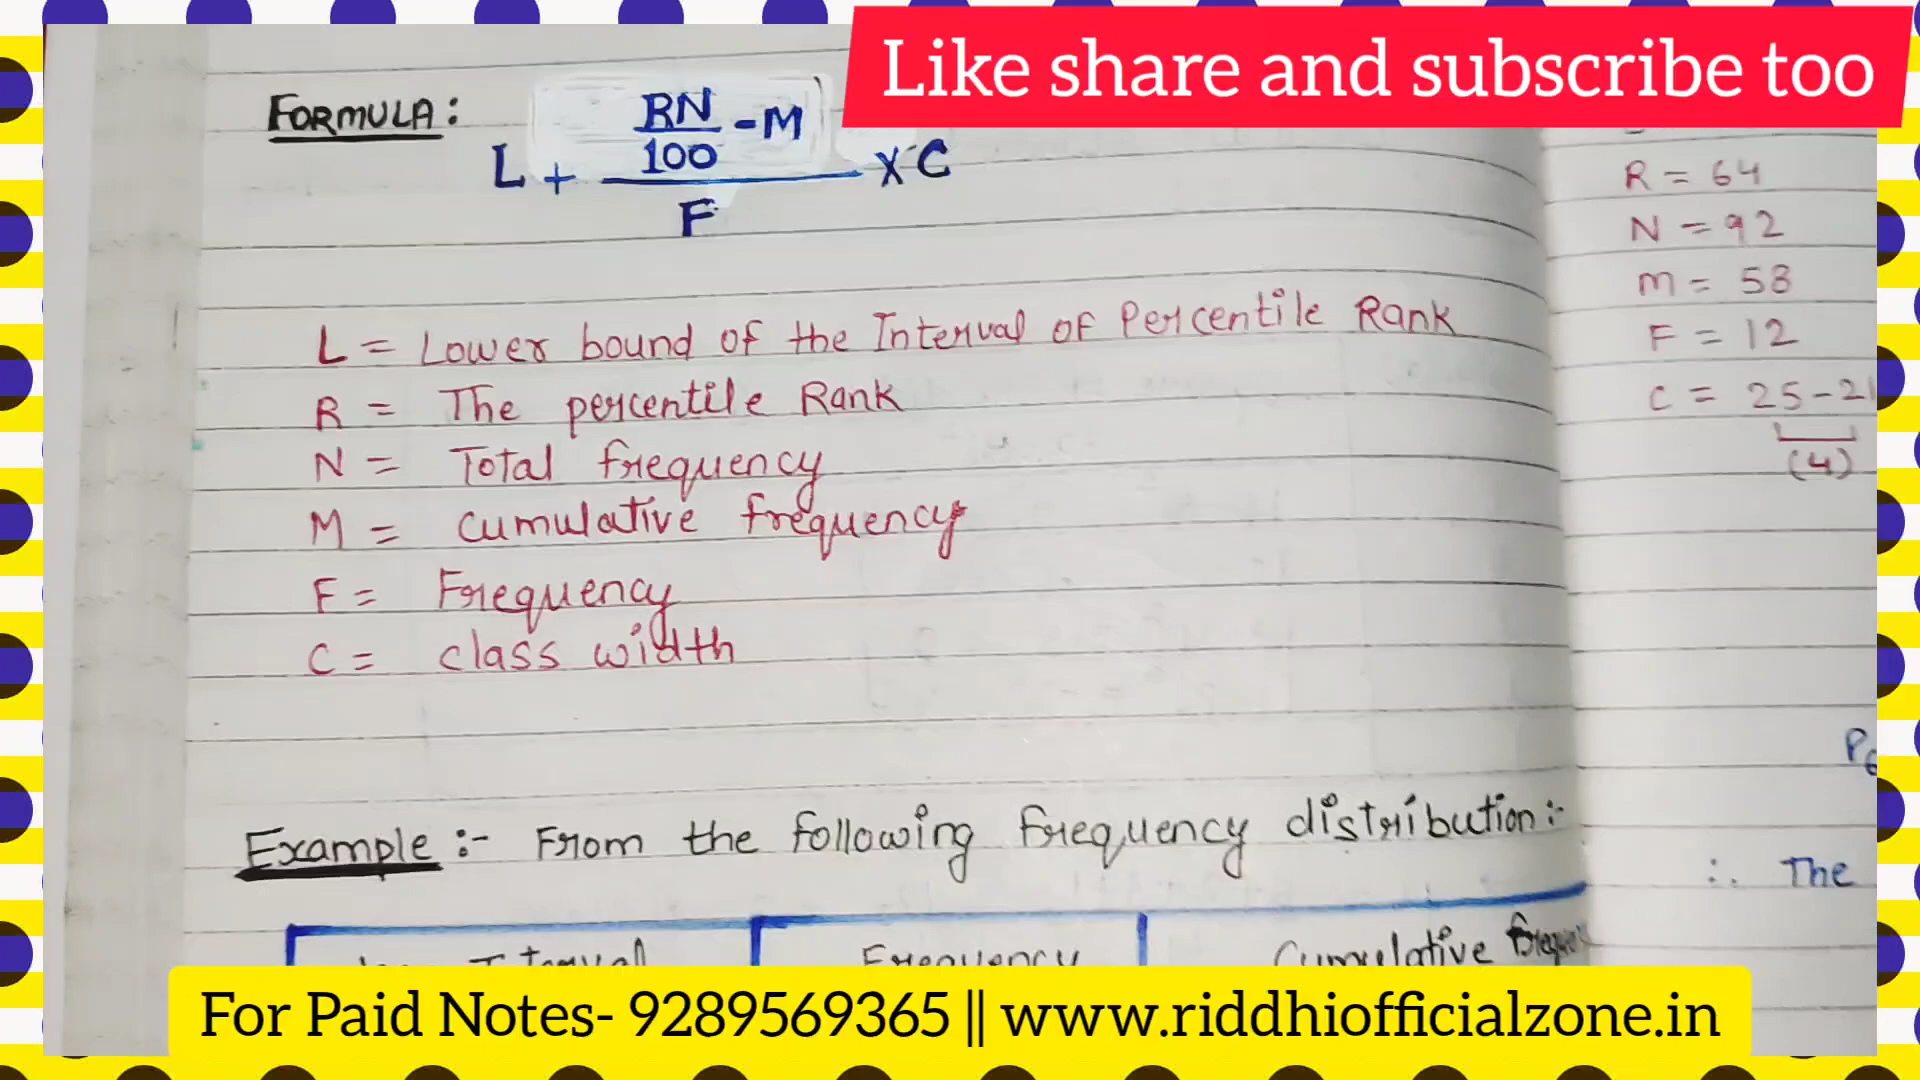 Like share and subscribe too
FORMULA:
L + RN/100 - M / F X C
L = Lower bound of the Interval of Percentile Rank
R = The percentile Rank
N = Total frequency
M = cumulative frequency
F = Frequency
C = class width
Example :- From the following frequency distribution :-
Frequency
Cumulative
R = 64
N = 92
m = 58
F = 12
C = 25-21
(4)
∴ The
For Paid Notes- 9289569365 || www.riddhiofficialzone.in